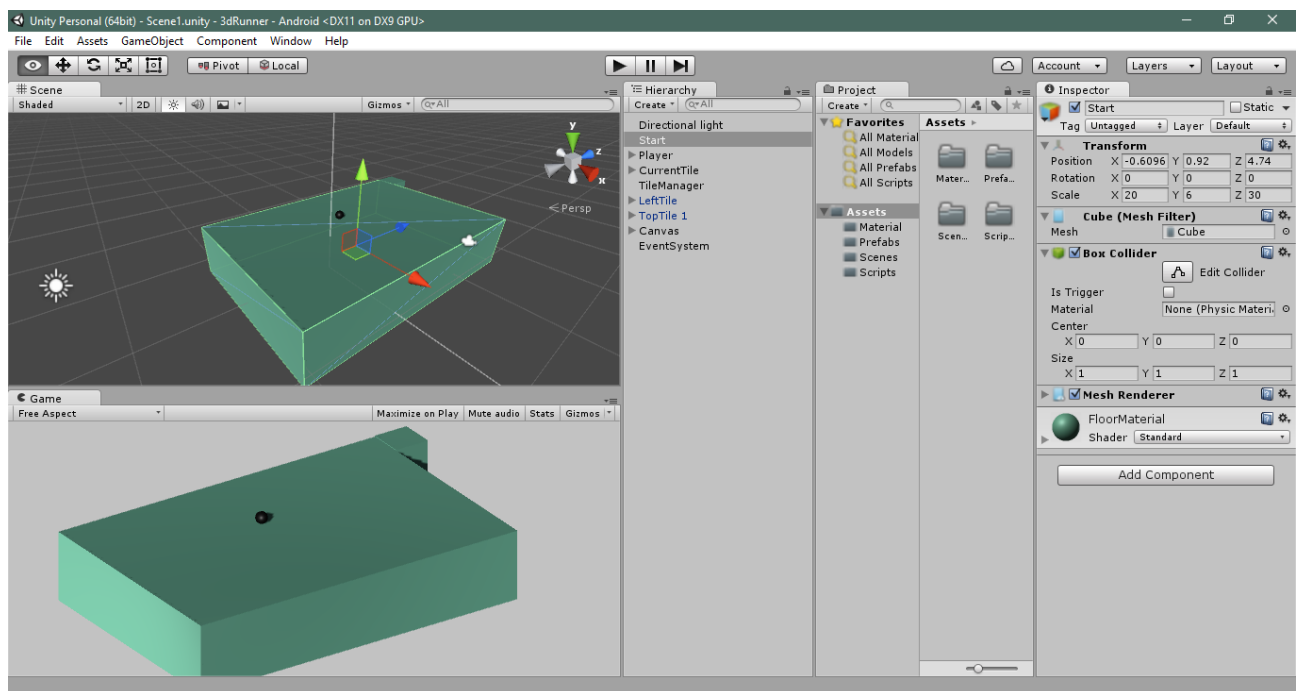 Unity Personal (64bit) - Scene1.unity - 3dRunner - Android <DX11 on DX9 GPU>
File Edit Assets GameObject Component Window Help
Pivot Local
Account Layers Layout
Scene
Shaded 2D Gizmos All
y
z
x
Persp
Game
Free Aspect Maximize on Play Mute audio Stats Gizmos
Hierarchy
Create All
Directional light
Start
Player
CurrentTile
TileManager
LeftTile
TopTile 1
Canvas
EventSystem
Project
Create
Favorites
All Material
All Models
All Prefabs
All Scripts
Assets
Material
Prefabs
Scenes
Scripts
Assets
Mater... Prefa...
Scen... Scrip...
Inspector
Start Static
Tag Untagged Layer Default
Transform
Position X -0.6096 Y 0.92 Z 4.74
Rotation X 0 Y 0 Z 0
Scale X 20 Y 6 Z 30
Cube (Mesh Filter)
Mesh Cube
Box Collider
Edit Collider
Is Trigger
Material None (Physic Materi
Center
X 0 Y 0 Z 0
Size
X 1 Y 1 Z 1
Mesh Renderer
FloorMaterial
Shader Standard
Add Component